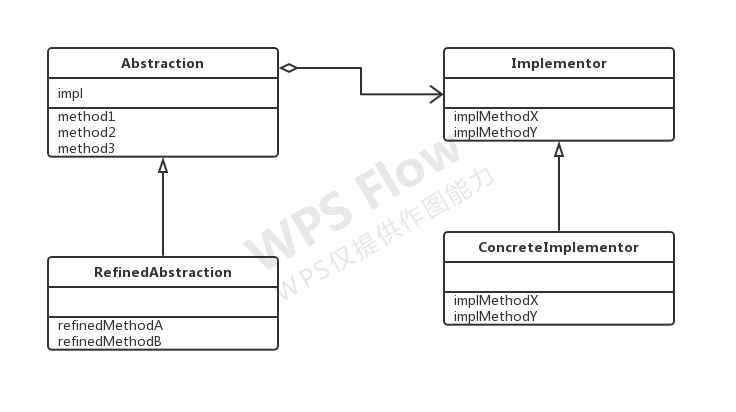 Abstraction
impl
method1
method2
method3
Implementor
implMethodX
implMethodY
WPS Flow
WPS仅提供作图能力
RefinedAbstraction
refinedMethodA
refinedMethodB
ConcreteImplementor
implMethodX
implMethodY